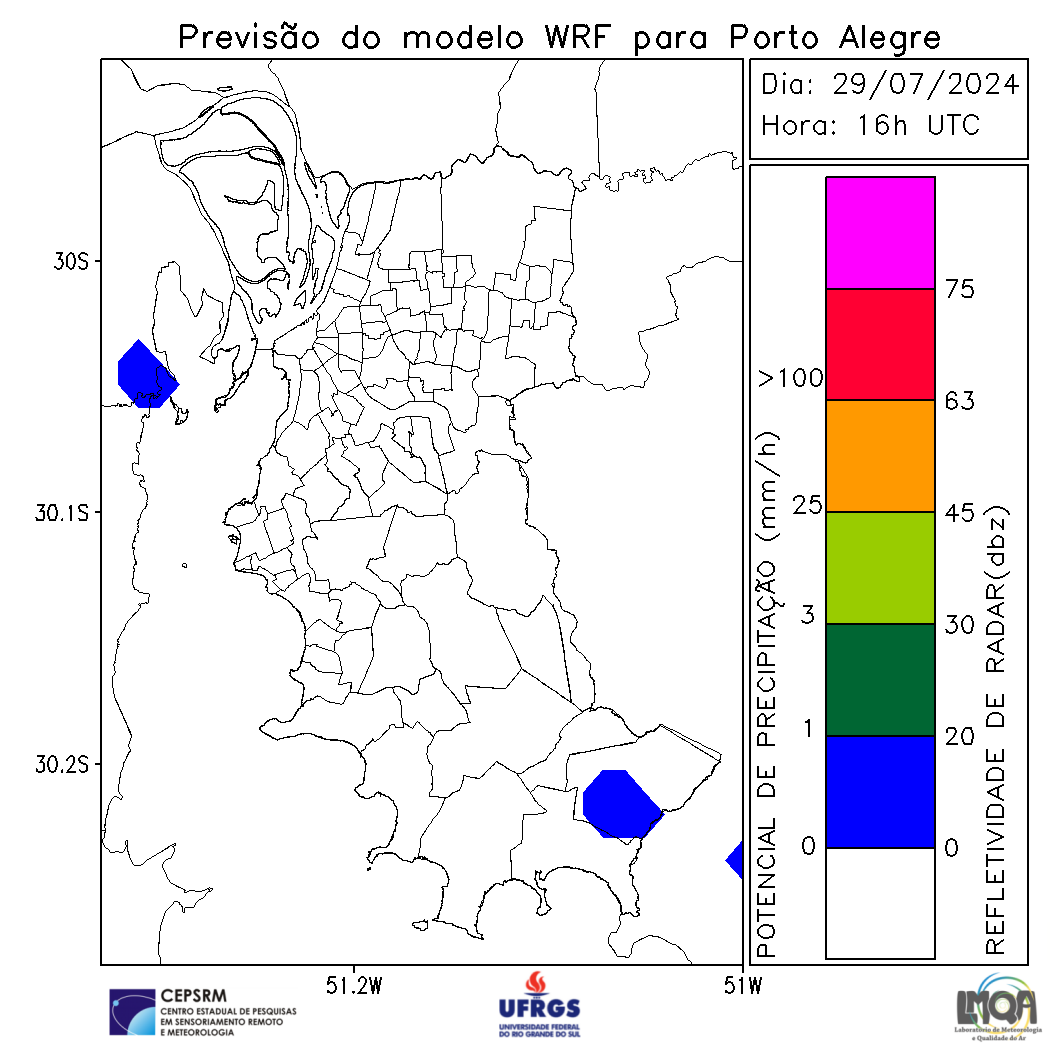 Previsão do modelo WRF para Porto Alegre
Dia: 29/07/2024
Hora: 16h UTC
30S
30.1S
30.2S
51.2W
51W
POTENCIAL DE PRECIPITAÇÃO (mm/h)
>100
25
3
1
0
75
63
45
30
20
0
REFLETIVIDADE DE RADAR(dbz)
CEPSRM
CENTRO ESTADUAL DE PESQUISAS
EM SENSORIAMENTO REMOTO
E METEOROLOGIA
UFRGS
UNIVERSIDADE FEDERAL
DO RIO GRANDE DO SUL
LMQA
Laboratório de Meteorologia
e Qualidade do Ar